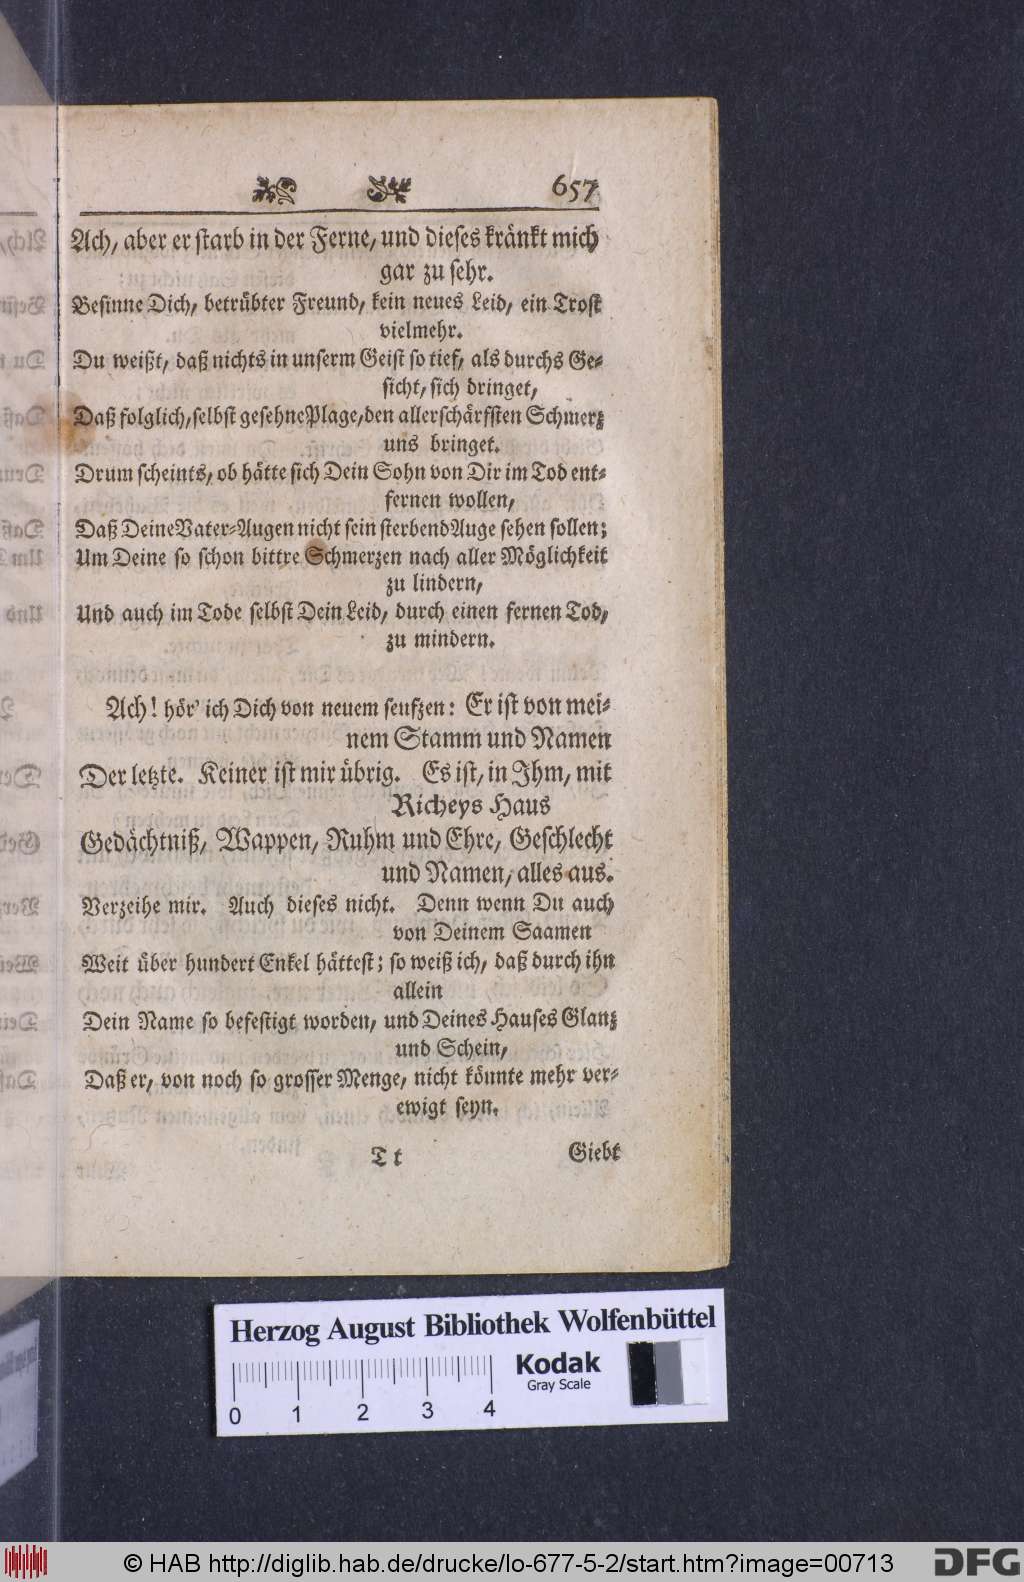 657
Ach, aber er starb in der Ferne, und dieses kränkt mich
gar zu sehr.
Besinne Dich, betrübter Freund, kein neues Leid, ein Trost
vielmehr.
Du weißt, daß nichts in unserm Geist so tief, als durchs Ge-
sicht, sich dringet,
Daß folglich, selbst gesehne Plage, den allerschärfsten Schmerz
uns bringet.
Drum scheints, ob hätte sich Dein Sohn von Dir im Tod ent-
fernen wollen,
Daß Deine Vater-Augen nicht sein sterbend Auge sehen sollen;
Um Deine so schon bittre Schmerzen nach aller Möglichkeit
zu lindern,
Und auch im Tode selbst Dein Leid, durch einen fernen Tod,
zu mindern.
Ach! hör' ich Dich von neuem seufzen: Er ist von mei-
nem Stamm und Namen
Der letzte. Keiner ist mir übrig. Es ist, in Ihm, mit
Richeys Haus
Gedächtniß, Wappen, Ruhm und Ehre, Geschlecht
und Namen, alles aus.
Verzeihe mir. Auch dieses nicht. Denn wenn Du auch
von Deinem Saamen
Weit über hundert Enkel hättest; so weiß ich, daß durch ihn
allein
Dein Name so befestigt worden, und Deines Hauses Glanz
und Schein,
Daß er, von noch so grosser Menge, nicht könnte mehr ver-
ewigt seyn.
T t
Giebt
Herzog August Bibliothek Wolfenbüttel
Kodak
Gray Scale
0 1 2 3 4
© HAB http://diglib.hab.de/drucke/lo-677-5-2/start.htm?image=00713
DFG